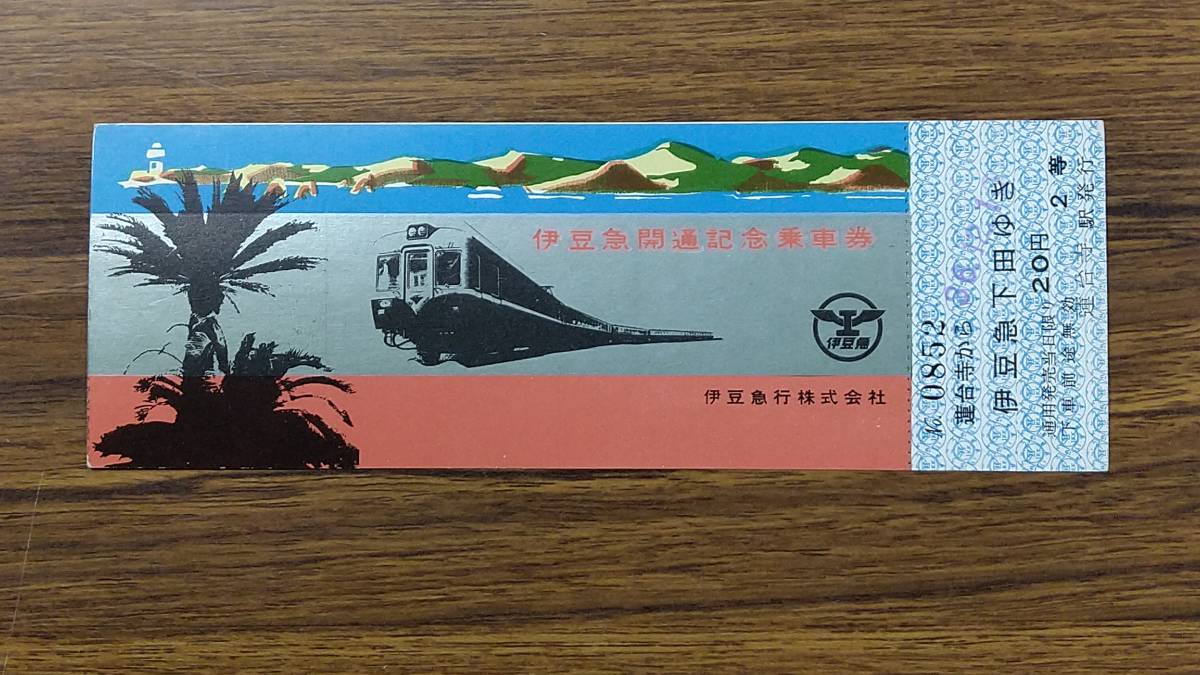 伊豆急開通記念乗車券
伊豆急
伊豆急行株式会社
No. 0852
蓮台寺から
伊豆急下田ゆき
通用発売当日限り 20円 2等
下車前途無効
蓮台寺駅発行